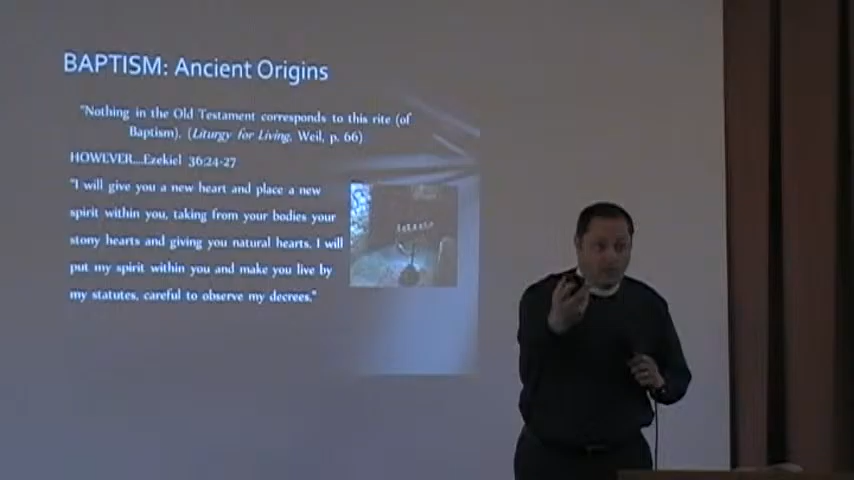 BAPTISM: Ancient Origins
"Nothing in the Old Testament corresponds to this rite (of
Baptism). (Liturgy for Living, Weil, p. 66)
HOWEVER....Ezekiel 36:24-27
"I will give you a new heart and place a new
spirit within you, taking from your bodies your
stony hearts and giving you natural hearts. I will
put my spirit within you and make you live by
my statutes, careful to observe my decrees."